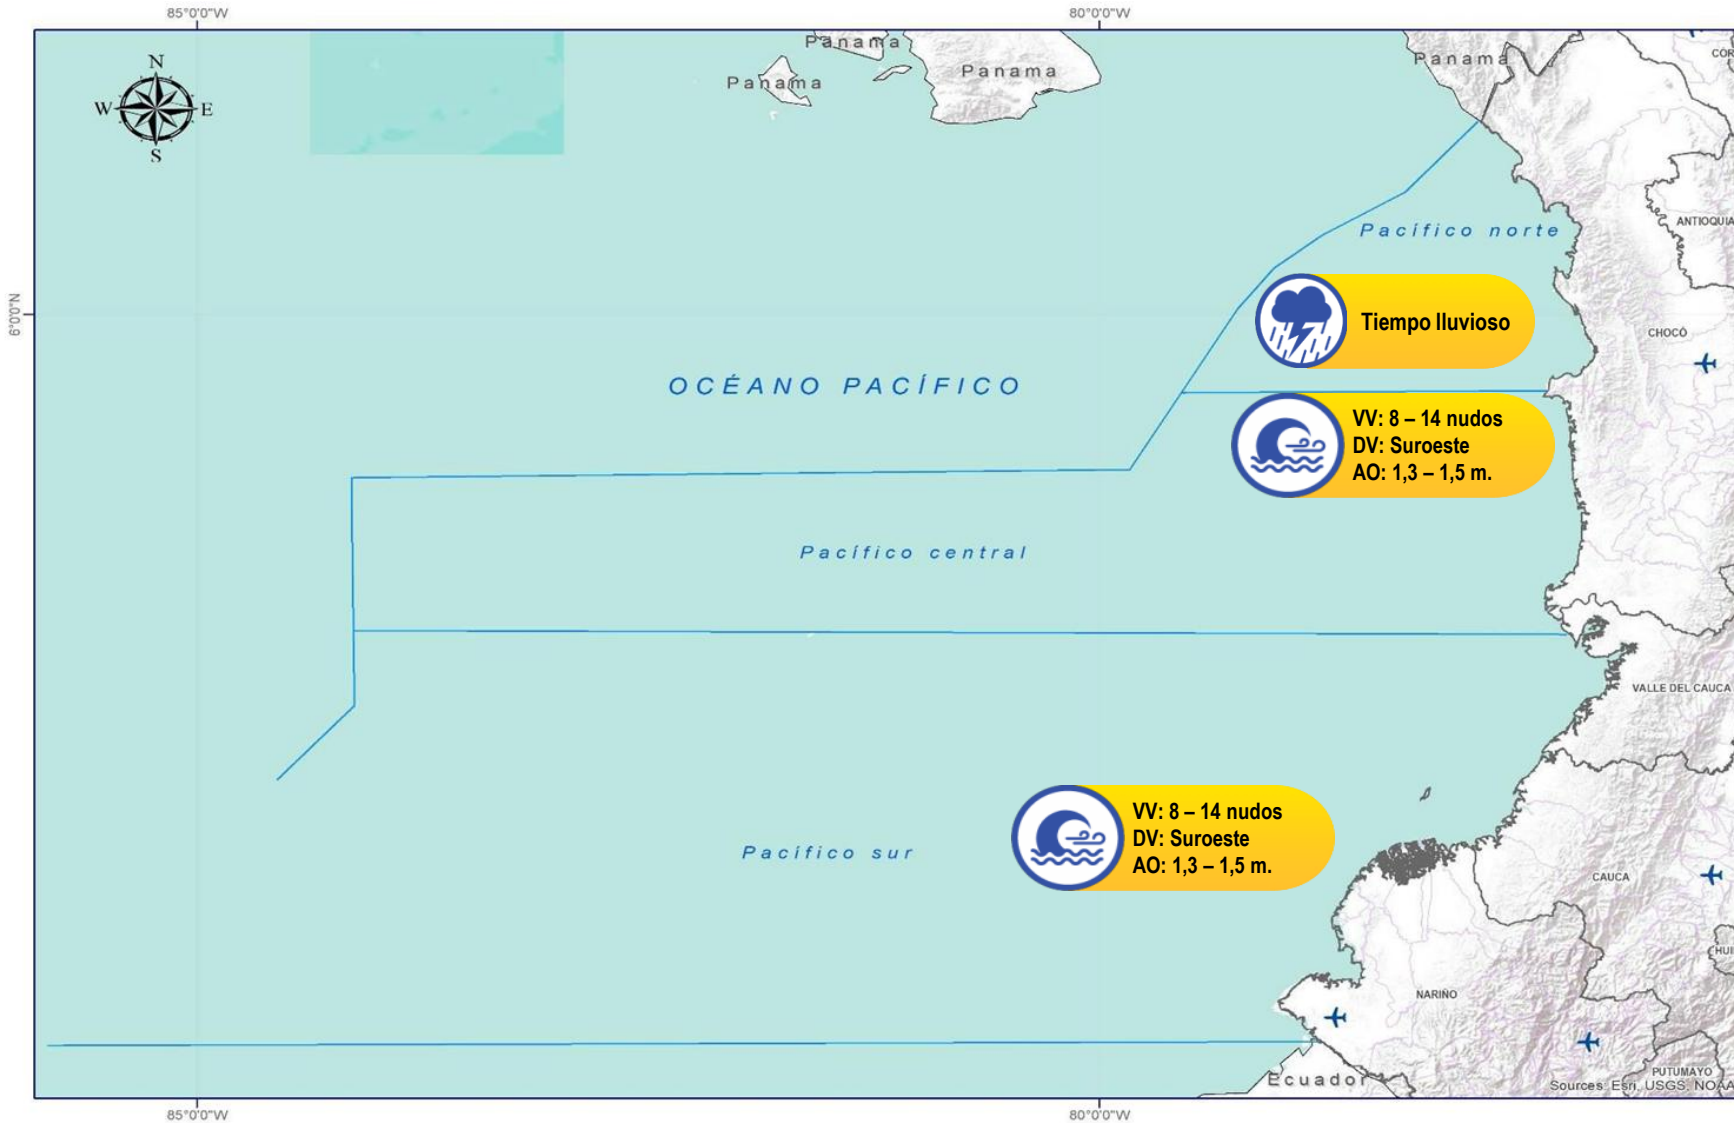 85°0'0"W
80°0'0"W
N
W
E
S
Panama
Panama
Panama
Panama
ANTIOQUIA
Pacífico norte
6°0'0"N
Tiempo lluvioso
CHOCÓ
OCÉANO PACÍFICO
VV: 8 – 14 nudos
DV: Suroeste
AO: 1,3 – 1,5 m.
Pacífico central
VALLE DEL CAUCA
VV: 8 – 14 nudos
DV: Suroeste
AO: 1,3 – 1,5 m.
Pacífico sur
CAUCA
NARIÑO
PUTUMAYO
Ecuador
Sources: Esri, USGS, NOAA
85°0'0"W
80°0'0"W